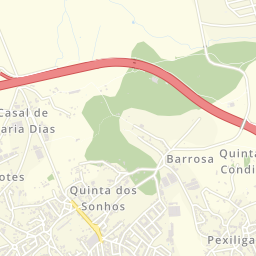 Casal de
aria Dias
Barrosa
Quinta
Condi
otes
Quinta dos
Sonhos
Pexiliga